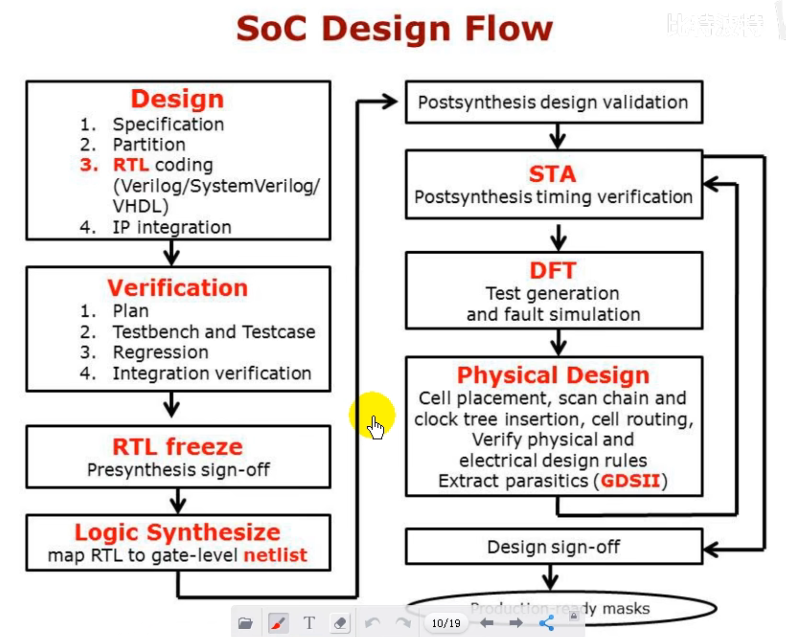 SoC Design Flow
Design
1. Specification
2. Partition
3. RTL coding
(Verilog/SystemVerilog/
VHDL)
4. IP integration
Verification
1. Plan
2. Testbench and Testcase
3. Regression
4. Integration verification
RTL freeze
Presynthesis sign-off
Logic Synthesize
map RTL to gate-level netlist
Postsynthesis design validation
STA
Postsynthesis timing verification
DFT
Test generation
and fault simulation
Physical Design
Cell placement, scan chain and
clock tree insertion, cell routing,
Verify physical and
electrical design rules
Extract parasitics (GDSII)
Design sign-off
Production-ready masks
T
10/19